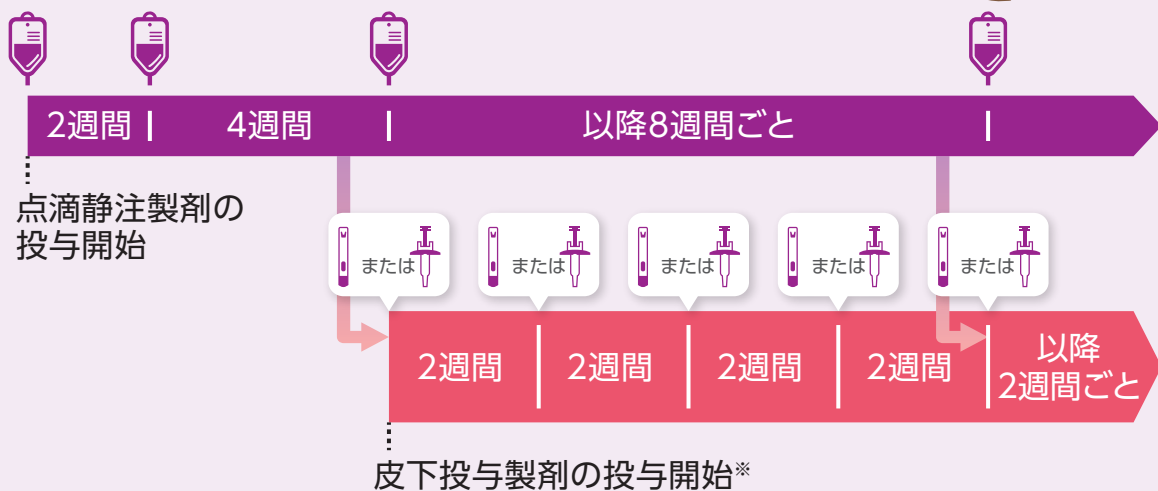 2週間
4週間
以降8週間ごと
点滴静注製剤の
投与開始
または
または
または
または
または
2週間
2週間
2週間
2週間
以降
2週間ごと
皮下投与製剤の投与開始※